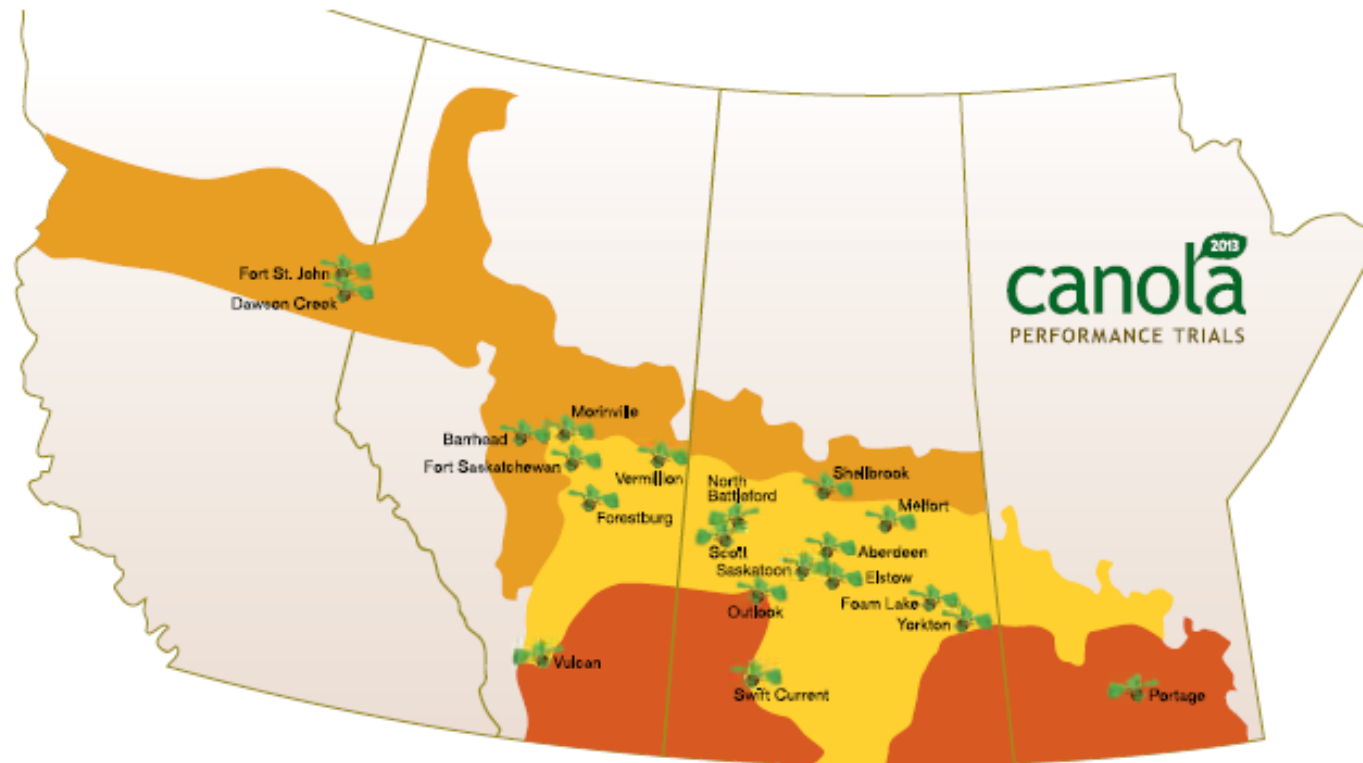 2013
canola
PERFORMANCE TRIALS
Fort St. John
Dawson Creek
Morinville
Barrhead
Fort Saskatchewan
Vermillion
North
Battleford
Shellbrook
Forestburg
Melfort
Scott
Aberdeen
Saskatoon
Elstow
Outlook
Foam Lake
Yorkton
Vulcan
Swift Current
Portage